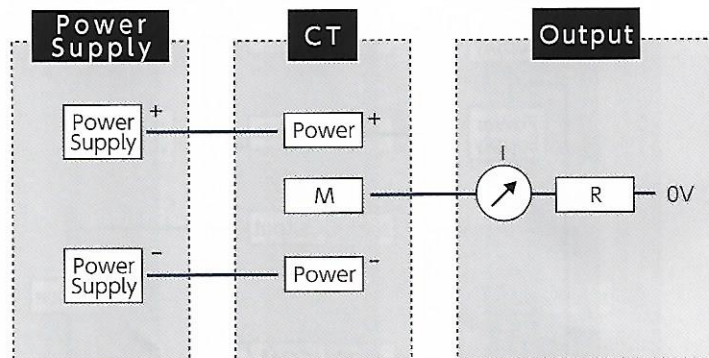 Power
Supply
CT
Output
Power
Supply
+
Power
+
I
M
R
0V
Power
Supply
-
Power
-